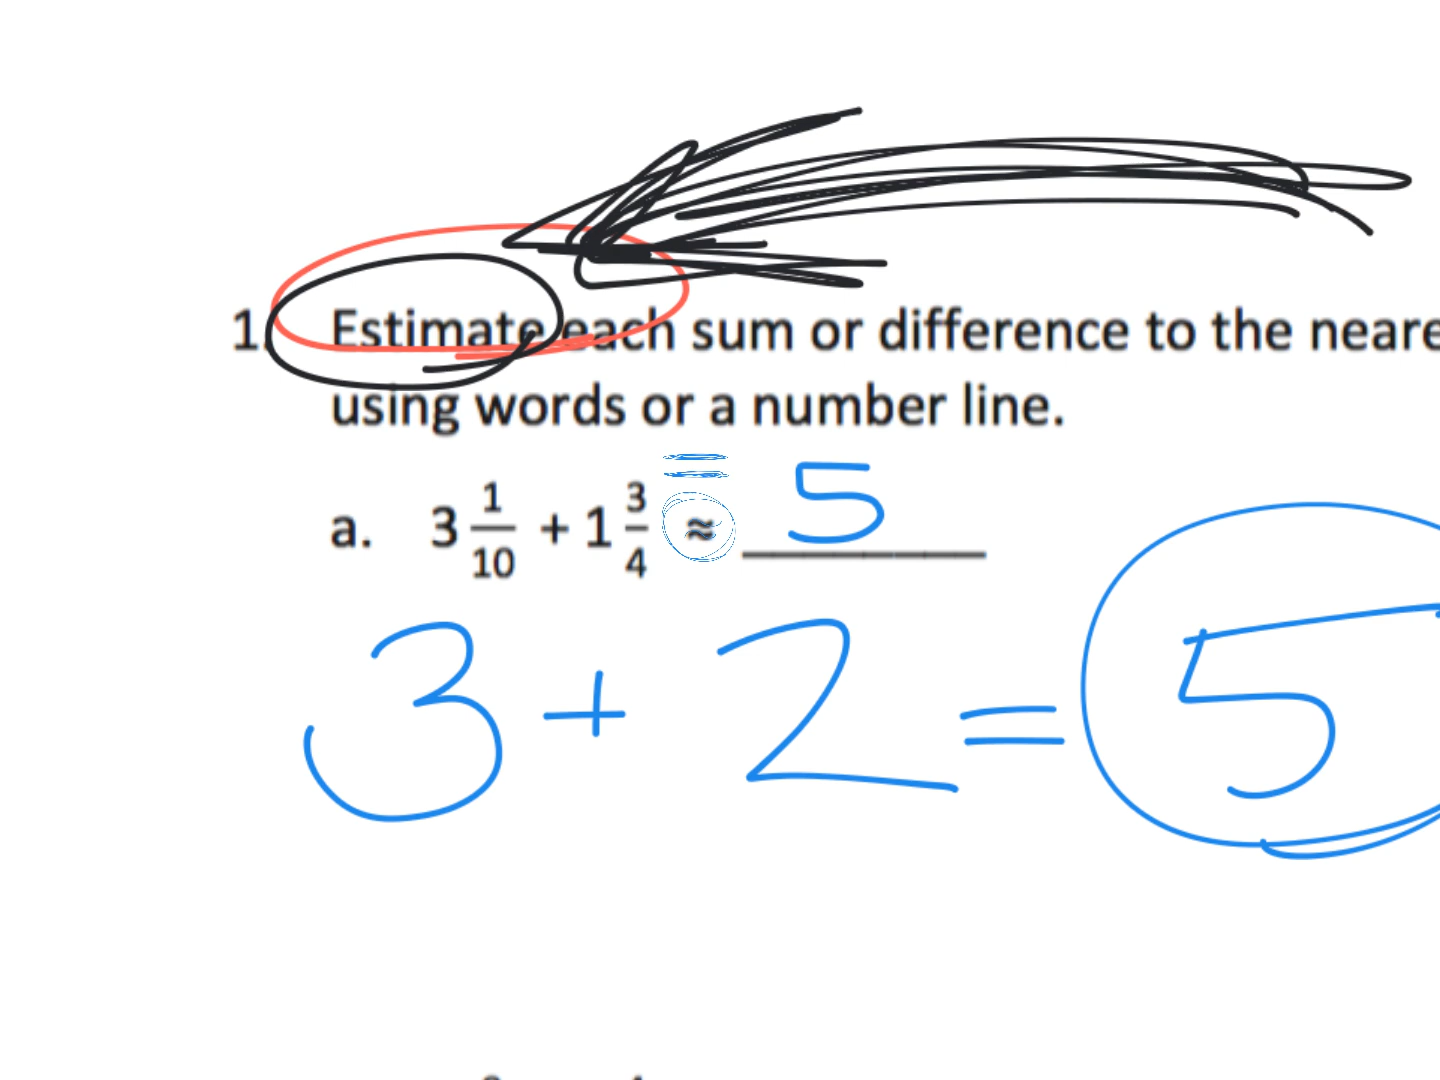 1. Estimate each sum or difference to the neare
using words or a number line.
a. 3 1/10 + 1 3/4 ≈ 5
=
3 + 2 = 5